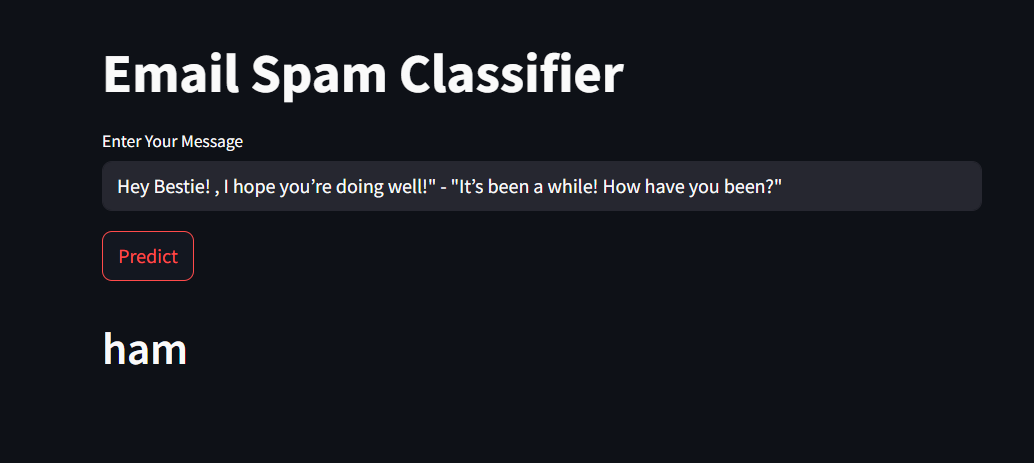 Email Spam Classifier
Enter Your Message
Hey Bestie! , I hope you’re doing well!" - "It’s been a while! How have you been?"
Predict
ham